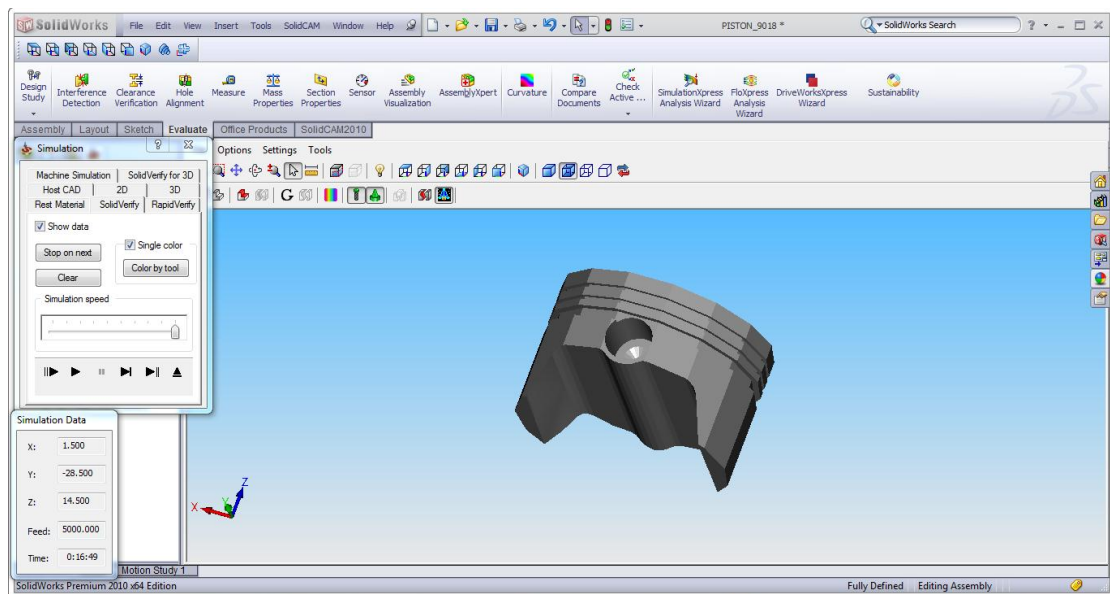 SolidWorks File Edit View Insert Tools SolidCAM Window Help PISTON_9018 * SolidWorks Search ?
Design Study
Interference Detection
Clearance Verification
Hole Alignment
Measure
Mass Properties
Section Properties
Sensor
Assembly Visualization
AssemblyXpert
Curvature
Compare Documents
Check Active ...
SimulationXpress Analysis Wizard
FloXpress Analysis Wizard
DriveWorksXpress Wizard
Sustainability
Assembly Layout Sketch Evaluate Office Products SolidCAM2010
Simulation ?
Options Settings Tools
Machine Simulation SolidVerify for 3D
Host CAD 2D 3D
Rest Material SolidVerify RapidVerify
Show data
Stop on next
Single color
Clear
Color by tool
Simulation speed
G
Simulation Data
X: 1.500
Y: -28.500
Z: 14.500
Feed: 5000.000
Time: 0:16:49
Z
X
Y
Motion Study 1
SolidWorks Premium 2010 x64 Edition Fully Defined Editing Assembly